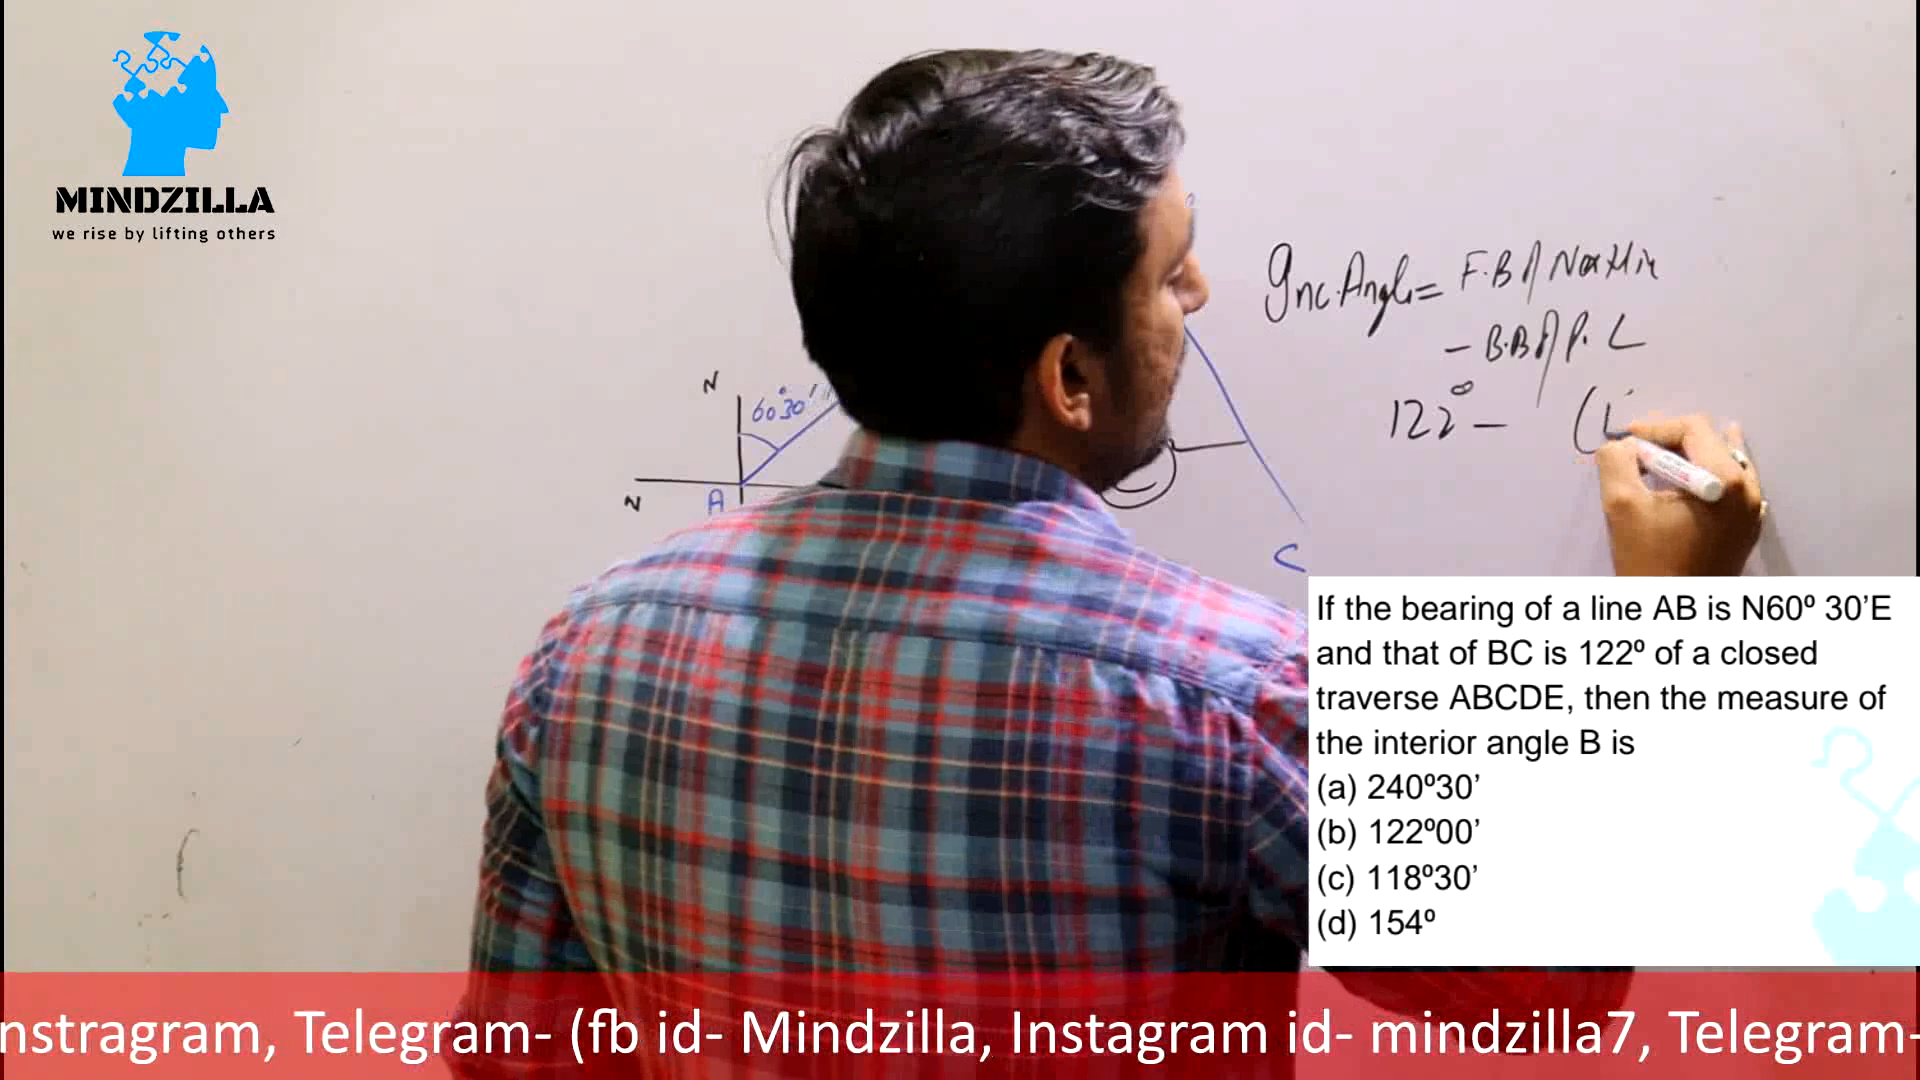 MINDZILLA
we rise by lifting others
N
60°30'
N
A
C
Inc. Angle = F.B of Next Line
- B.B of P. L
122° - (1
If the bearing of a line AB is N60º 30’E
and that of BC is 122º of a closed
traverse ABCDE, then the measure of
the interior angle B is
(a) 240º30’
(b) 122º00’
(c) 118º30’
(d) 154º
nstragram, Telegram- (fb id- Mindzilla, Instagram id- mindzilla7, Telegram-